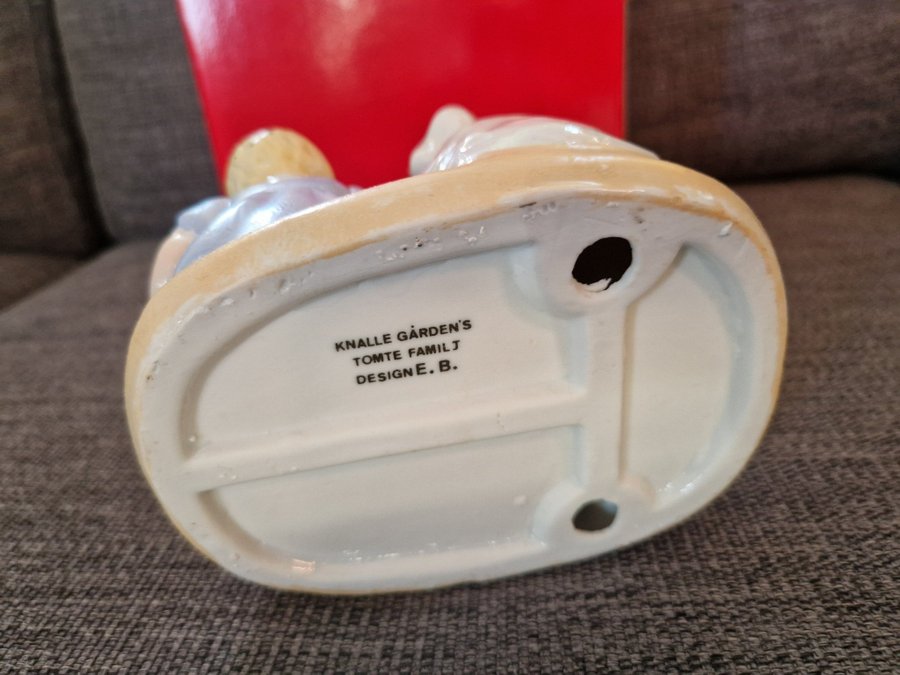 KNALLE GÅRDEN'S
TOMTE FAMILJ
DESIGN E. B.